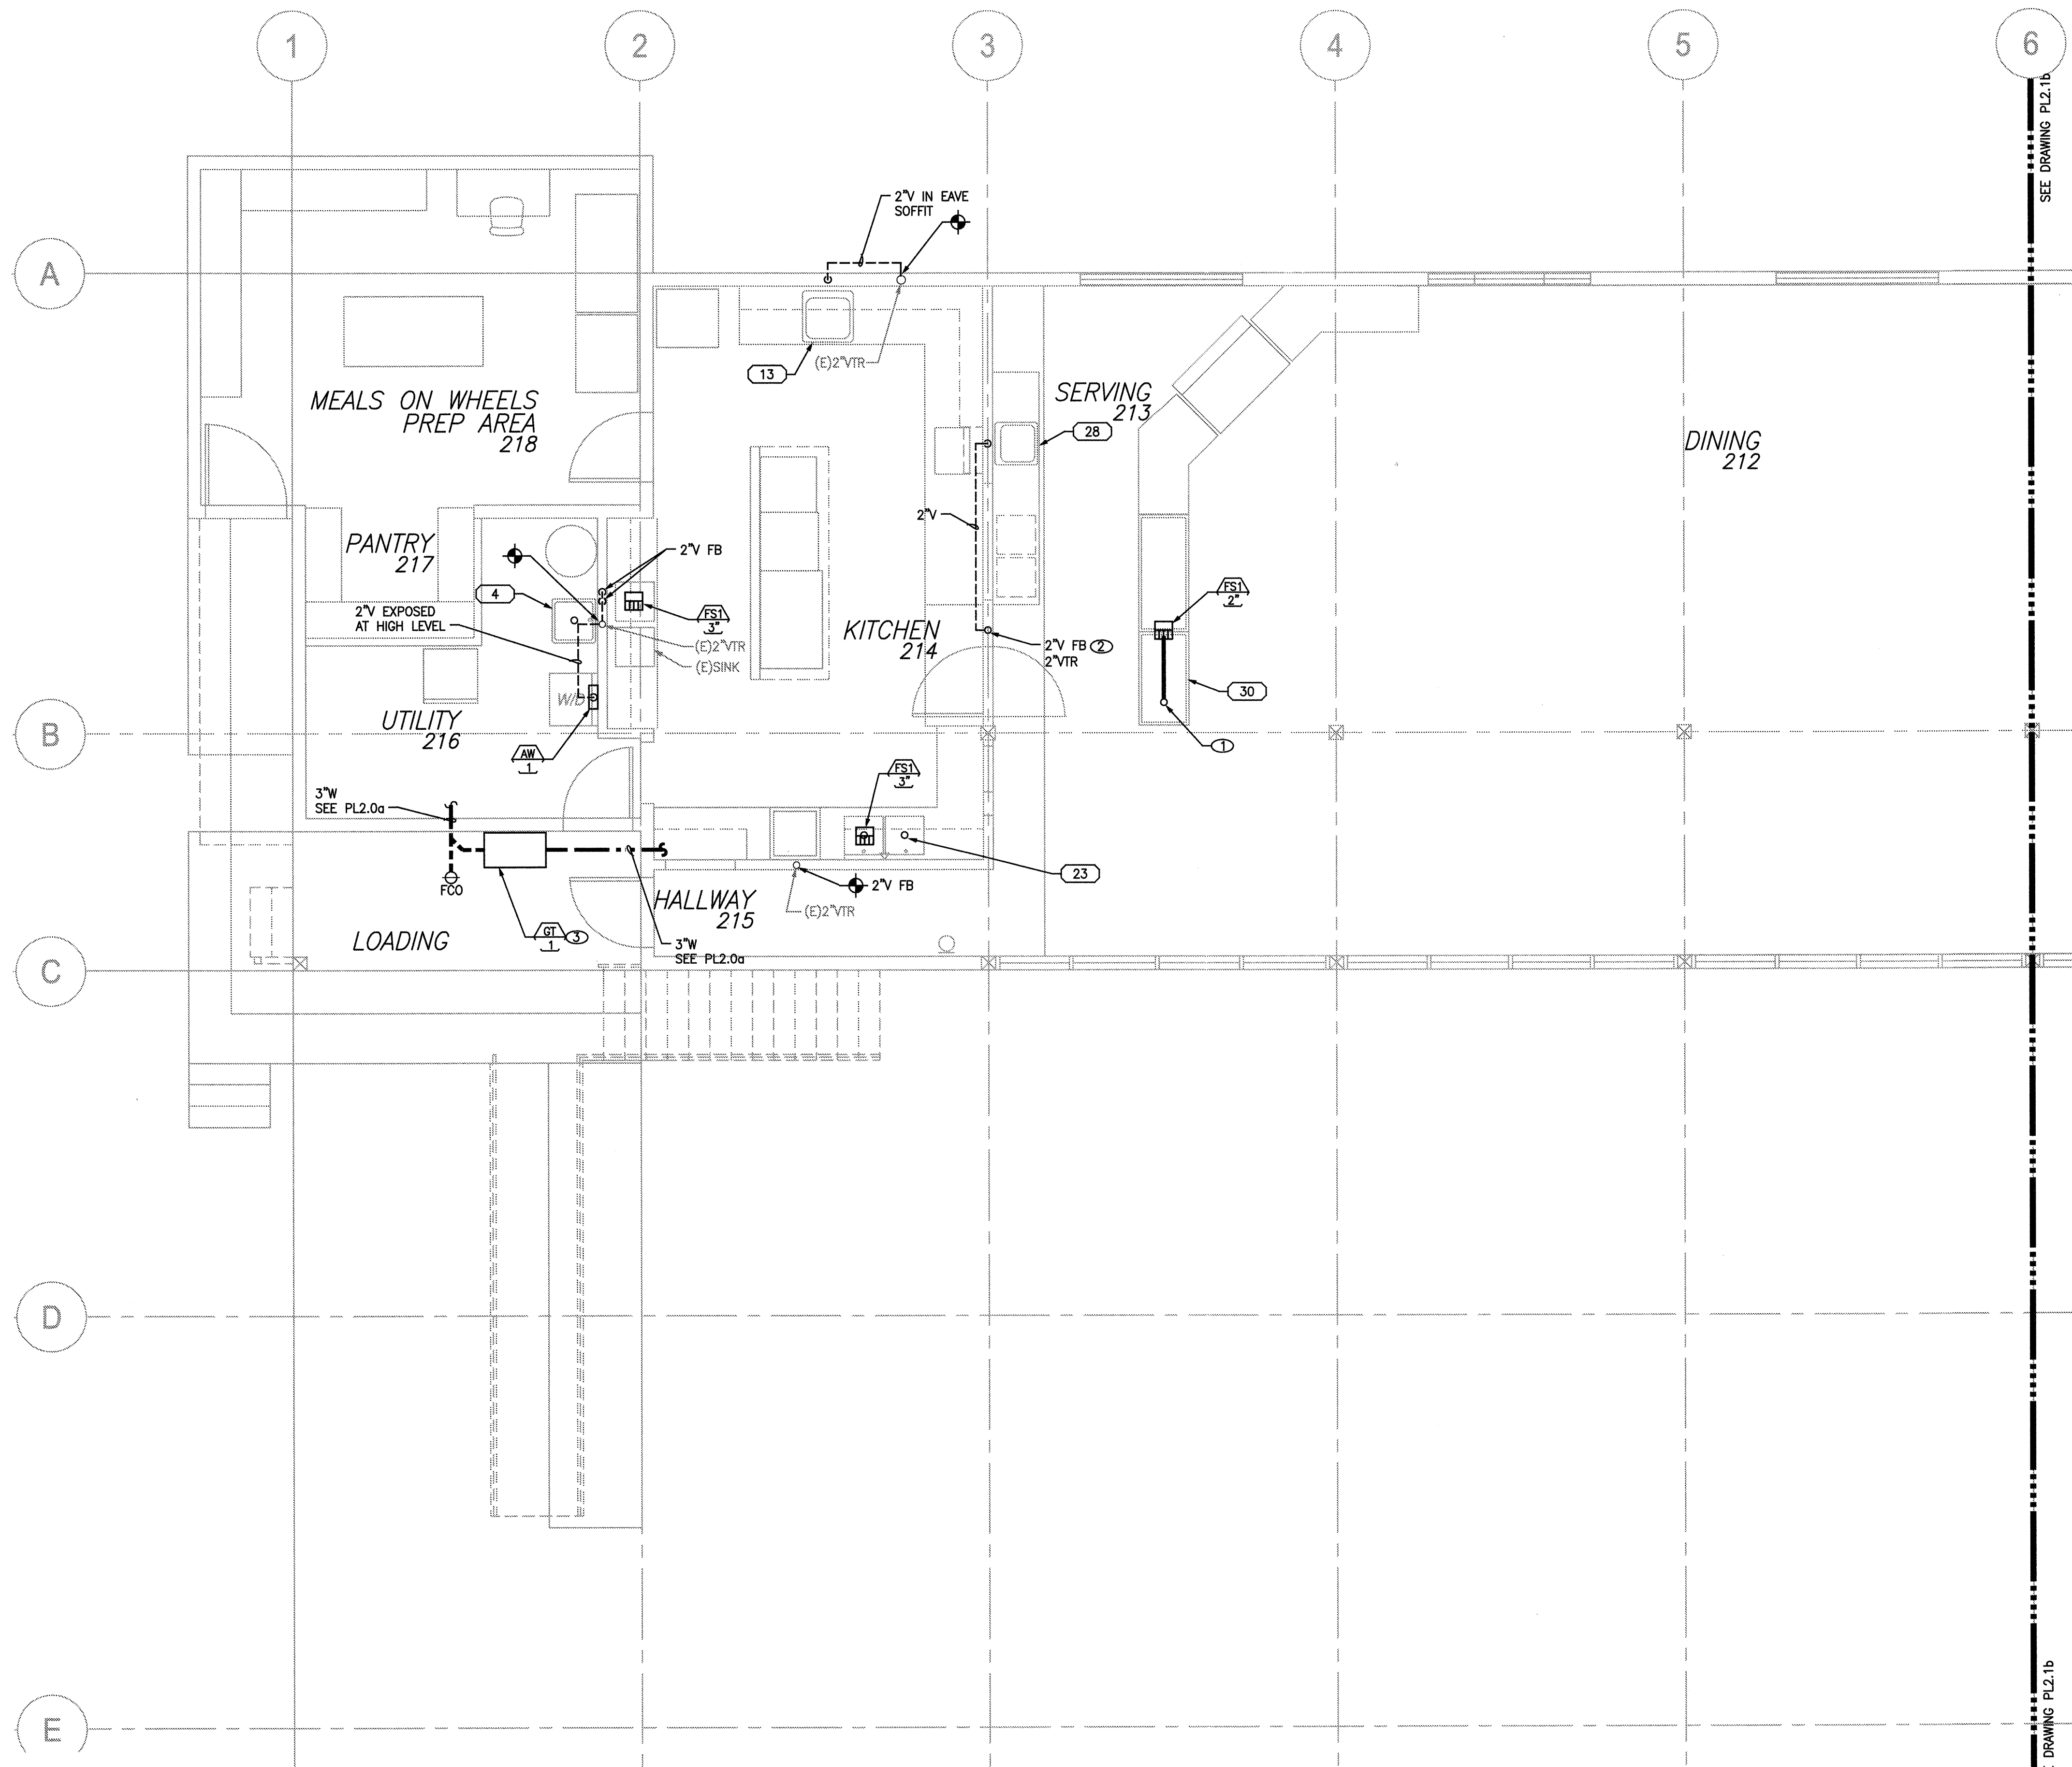 1
2
3
4
5
6
SEE DRAWING PL2.1b
2"V IN EAVE
SOFFIT
A
(E)2"VTR
13
MEALS ON WHEELS
PREP AREA
218
SERVING
213
28
DINING
212
2"V
PANTRY
217
2"V FB
4
2"V EXPOSED
AT HIGH LEVEL
FS1
3"
FS1
2"
(E)2"VTR
(E)SINK
KITCHEN
214
2"V FB 2
2"VTR
30
W/D
UTILITY
216
B
1
AW
1
FS1
3"
3"W
SEE PL2.0a
23
FCO
HALLWAY
215
2"V FB
(E)2"VTR
GT
1
3
LOADING
3"W
SEE PL2.0a
C
D
E
DRAWING PL2.1b